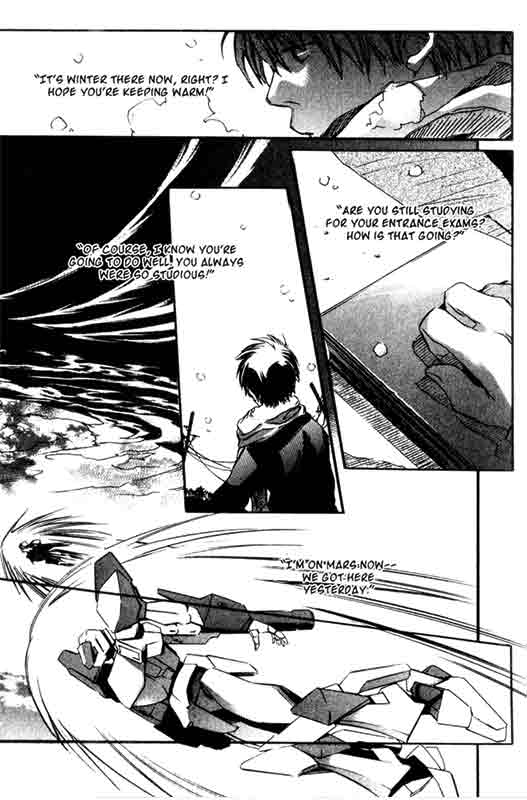 "IT'S WINTER THERE NOW, RIGHT? I
HOPE YOU'RE KEEPING WARM!"
"ARE YOU STILL STUDYING
FOR YOUR ENTRANCE EXAMS?
HOW IS THAT GOING?"
"OF COURSE, I KNOW YOU'RE
GOING TO DO WELL. YOU ALWAYS
WERE SO STUDIOUS!"
"I'M ON MARS NOW--
WE GOT HERE
YESTERDAY."